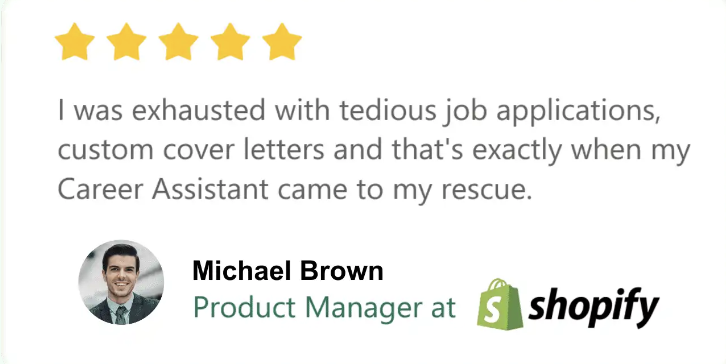 I was exhausted with tedious job applications,
custom cover letters and that's exactly when my
Career Assistant came to my rescue.
Michael Brown
Product Manager at shopify